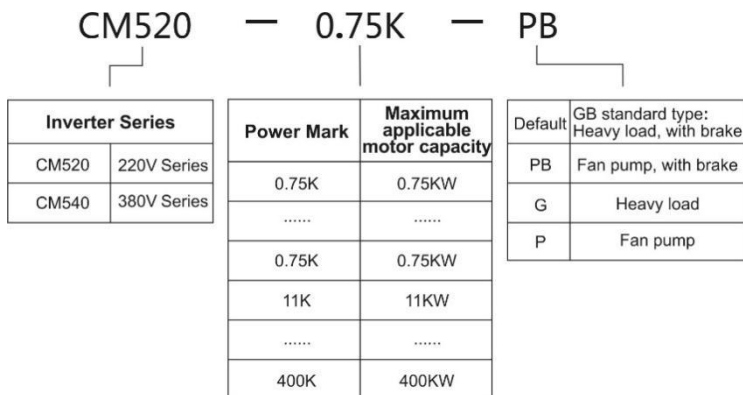 CM520 — 0.75K — PB
Inverter Series
CM520 220V Series
CM540 380V Series
Power Mark Maximum
applicable
motor capacity
0.75K 0.75KW
...... ......
0.75K 0.75KW
11K 11KW
...... ......
400K 400KW
Default GB standard type:
Heavy load, with brake
PB Fan pump, with brake
G Heavy load
P Fan pump